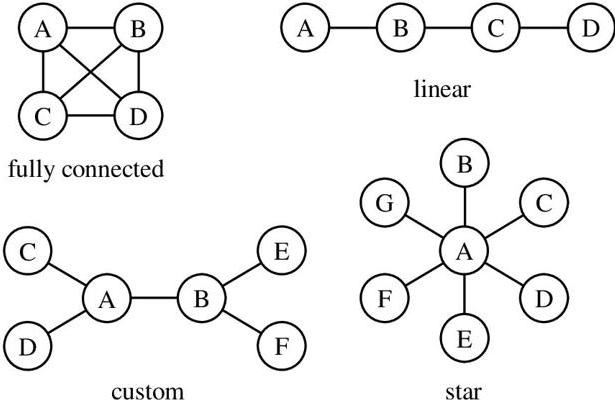 A B
C D
fully connected
A B C D
linear
C E
A B
D F
custom
B
G C
A
F D
E
star